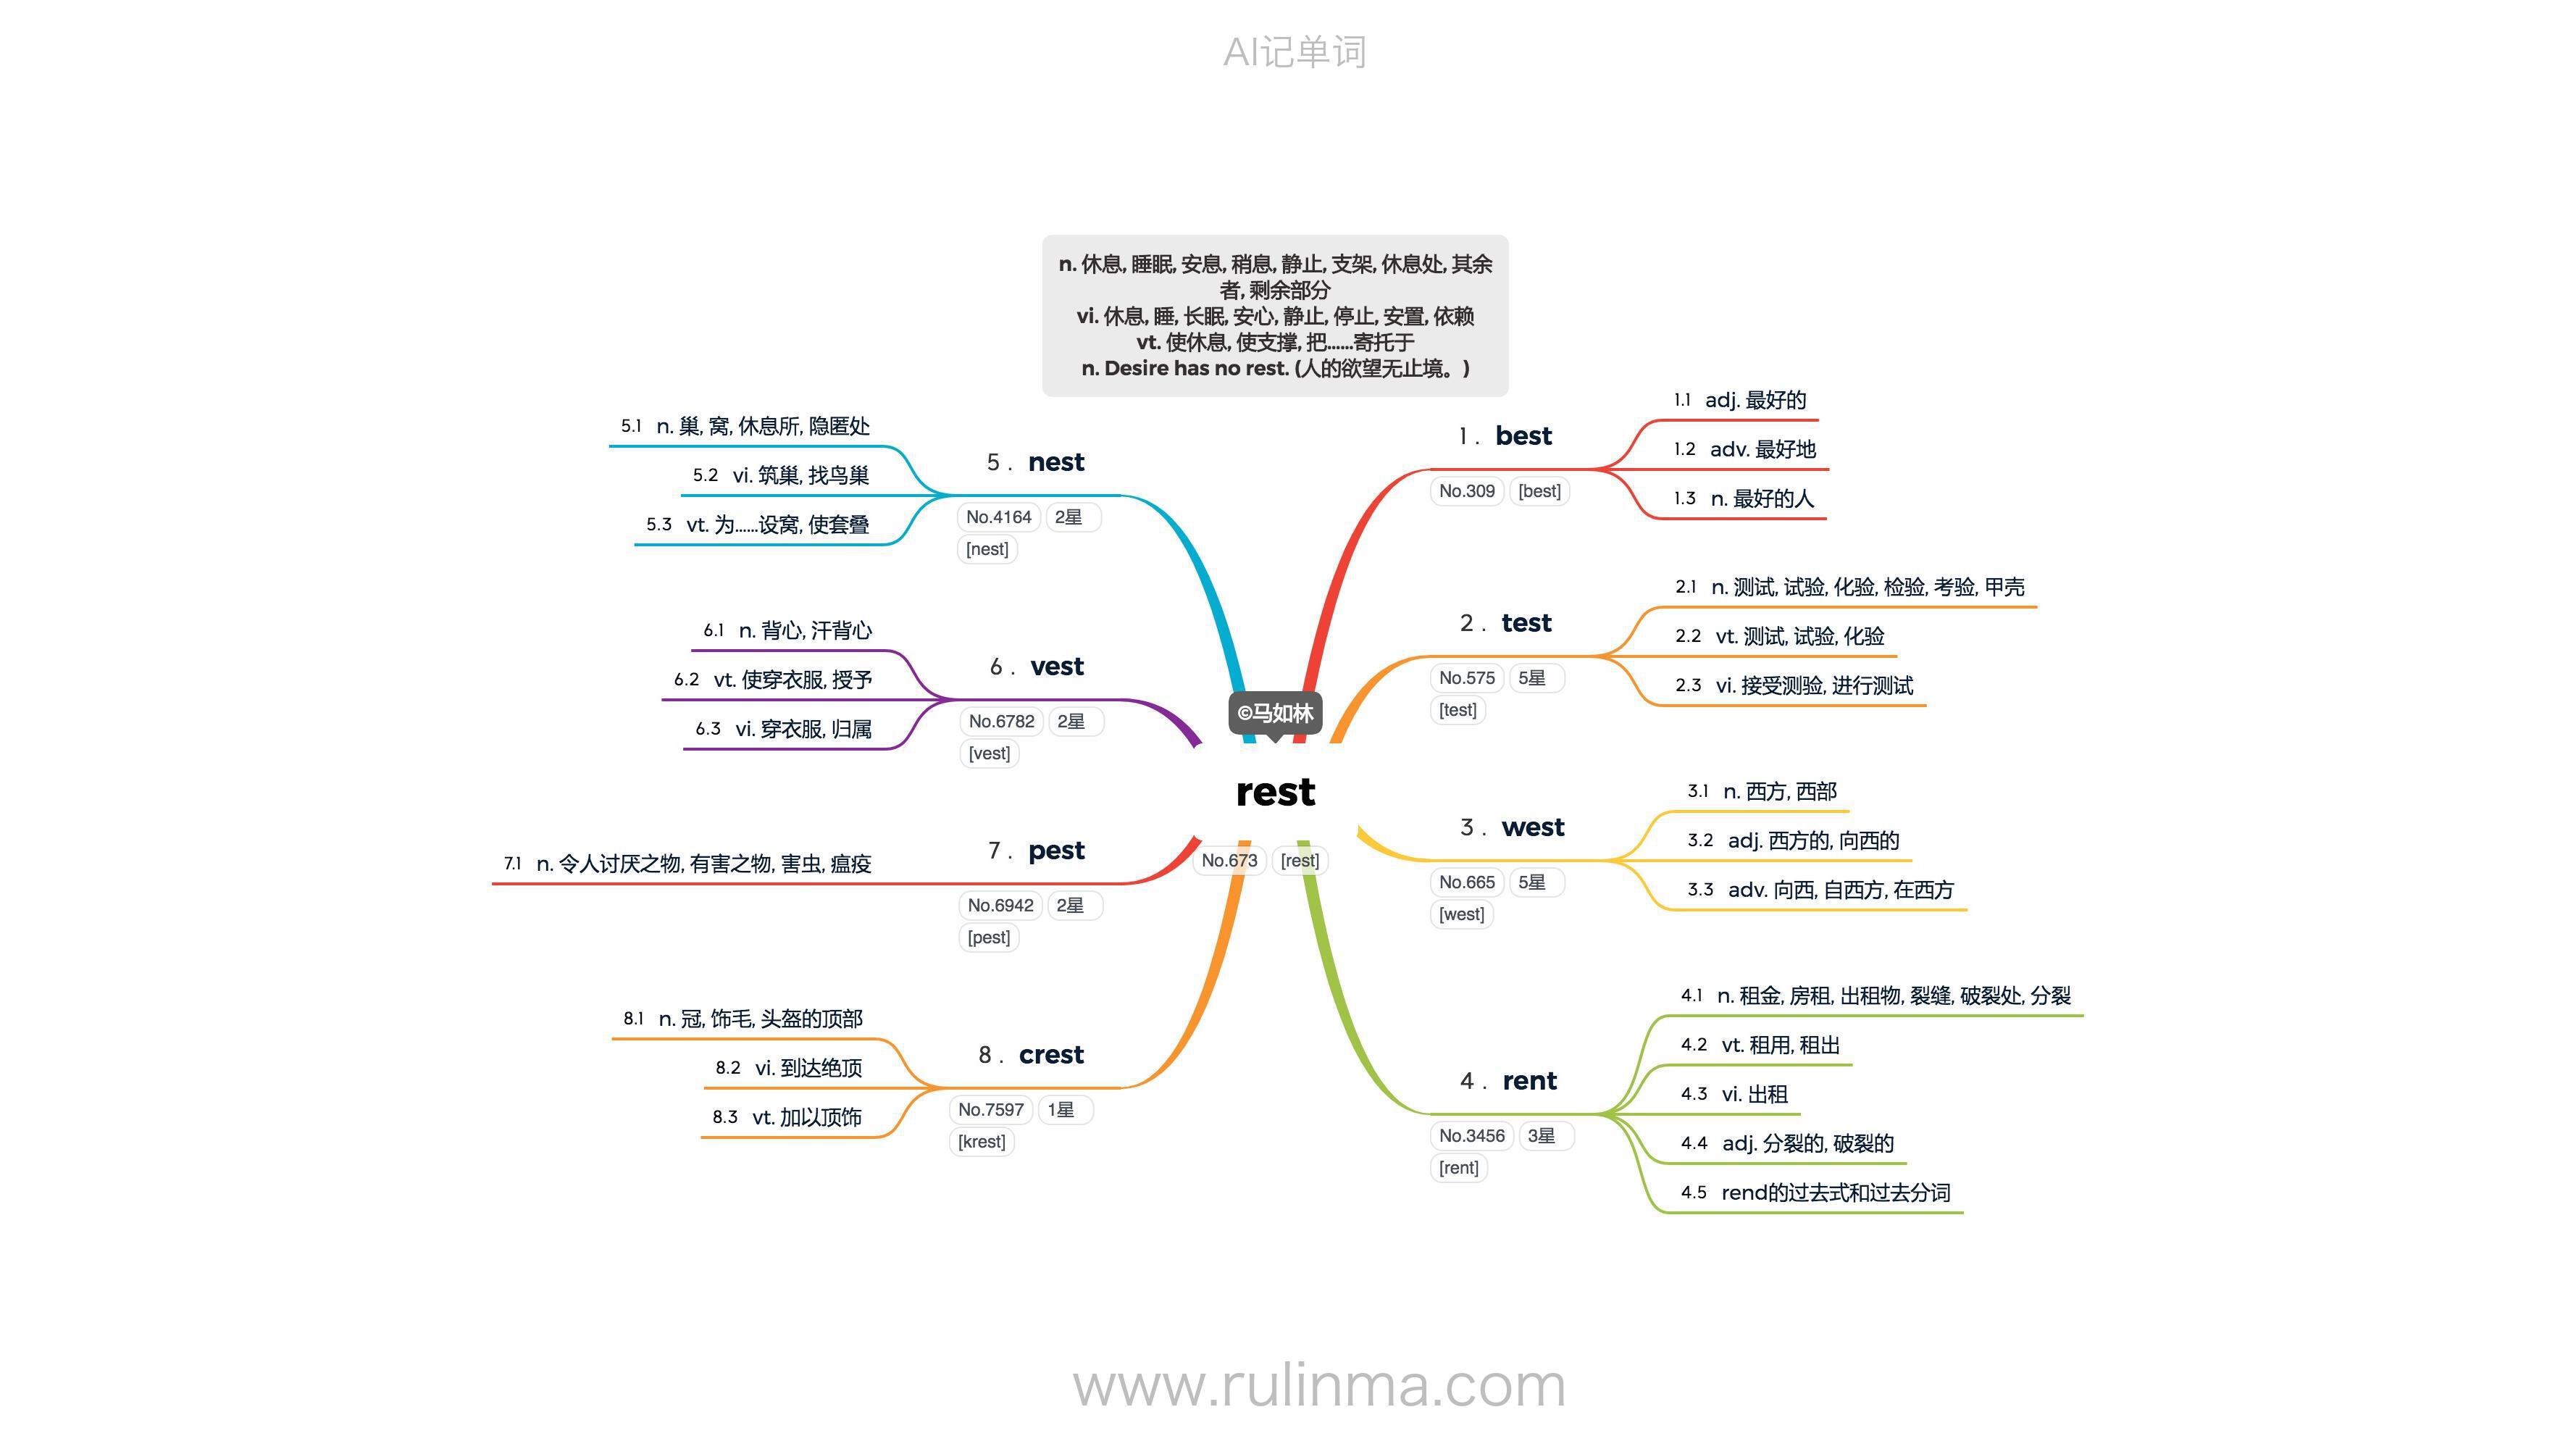 AI记单词
n. 休息, 睡眠, 安息, 稍息, 静止, 支架, 休息处, 其余
者, 剩余部分
vi. 休息, 睡, 长眠, 安心, 静止, 停止, 安置, 依赖
vt. 使休息, 使支撑, 把……寄托于
n. Desire has no rest. (人的欲望无止境。)
©马如林
rest
No.673 [rest]
1. best
No.309 [best]
1.1 adj. 最好的
1.2 adv. 最好地
1.3 n. 最好的人
2. test
No.575 5星
[test]
2.1 n. 测试, 试验, 化验, 检验, 考验, 甲壳
2.2 vt. 测试, 试验, 化验
2.3 vi. 接受测验, 进行测试
3. west
No.665 5星
[west]
3.1 n. 西方, 西部
3.2 adj. 西方的, 向西的
3.3 adv. 向西, 自西方, 在西方
4. rent
No.3456 3星
[rent]
4.1 n. 租金, 房租, 出租物, 裂缝, 破裂处, 分裂
4.2 vt. 租用, 租出
4.3 vi. 出租
4.4 adj. 分裂的, 破裂的
4.5 rend的过去式和过去分词
5. nest
No.4164 2星
[nest]
5.1 n. 巢, 窝, 休息所, 隐匿处
5.2 vi. 筑巢, 找鸟巢
5.3 vt. 为……设窝, 使套叠
6. vest
No.6782 2星
[vest]
6.1 n. 背心, 汗背心
6.2 vt. 使穿衣服, 授予
6.3 vi. 穿衣服, 归属
7. pest
No.6942 2星
[pest]
7.1 n. 令人讨厌之物, 有害之物, 害虫, 瘟疫
8. crest
No.7597 1星
[krest]
8.1 n. 冠, 饰毛, 头盔的顶部
8.2 vi. 到达绝顶
8.3 vt. 加以顶饰
www.rulinma.com